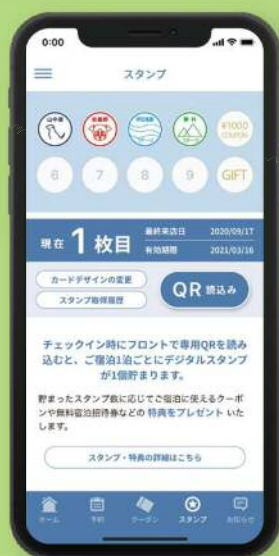 0:00
スタンプ
山中湖
¥1000
COUPON
6
7
8
9
GIFT
現在 1 枚目
最終来店日 2020/09/17
有効期間 2021/03/16
カードデザインの変更
スタンプ取得履歴
QR 読込み
チェックイン時にフロントで専用QRを読み
込むと、ご宿泊1泊ごとにデジタルスタンプ
が1個貯まります。
貯まったスタンプ数に応じてご宿泊に使えるクーポ
ンや無料宿泊招待券などの 特典をプレゼント いた
します。
スタンプ・特典の詳細はこちら
ホーム
予約
クーポン
スタンプ
お知らせ